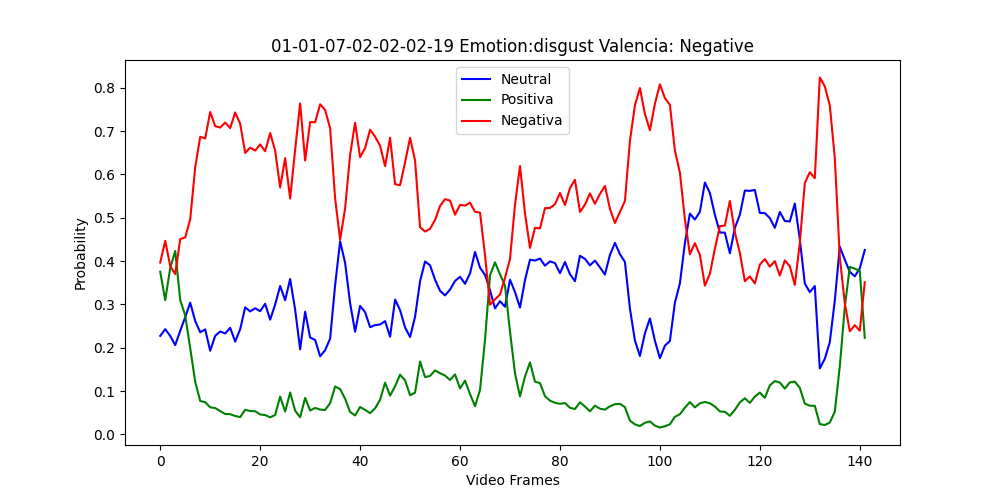 01-01-07-02-02-02-19 Emotion:disgust Valencia: Negative
Neutral
Positiva
Negativa
Probability
0.8
0.7
0.6
0.5
0.4
0.3
0.2
0.1
0.0
0 20 40 60 80 100 120 140
Video Frames